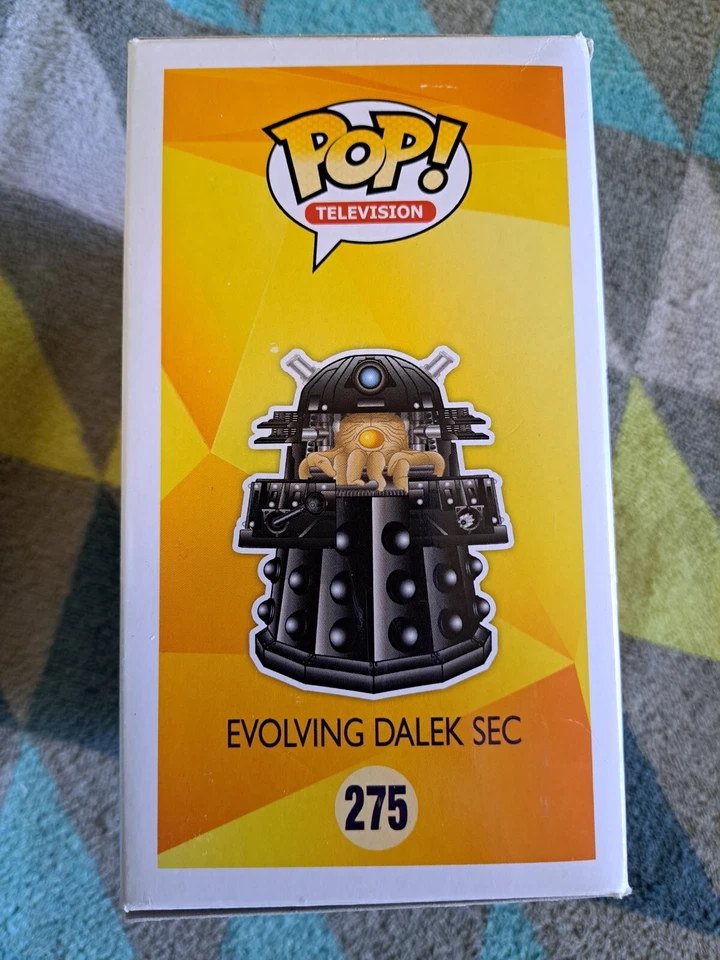 POP!
TELEVISION
EVOLVING DALEK SEC
275